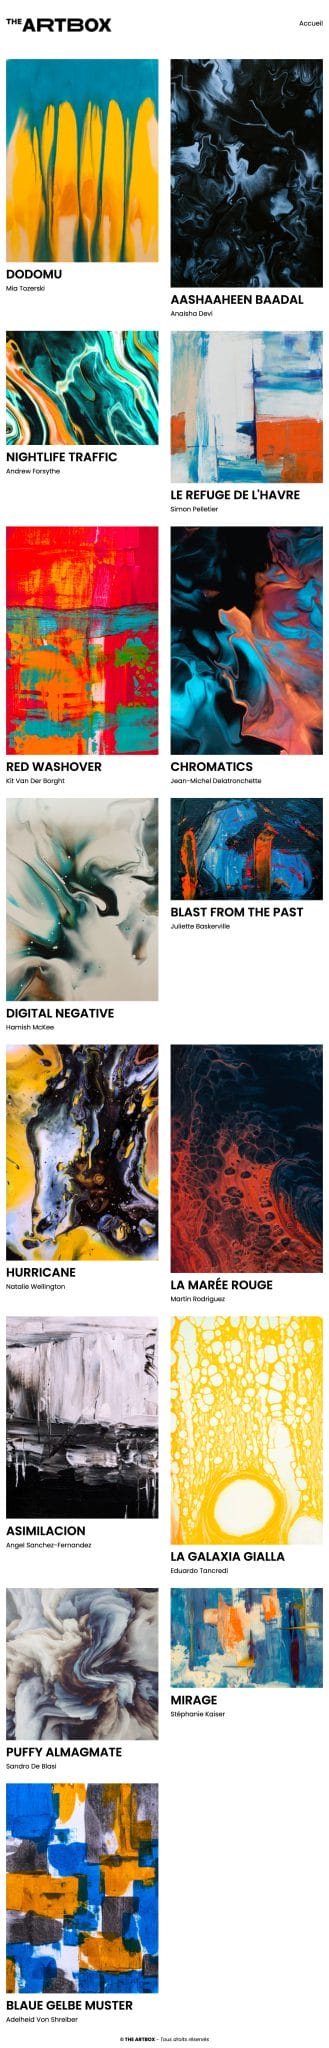 THE ARTBOX
Accueil
DODOMU
Mia Tozerski
AASHAAHEEN BAADAL
Anaisha Devi
NIGHTLIFE TRAFFIC
Andrew Forsythe
LE REFUGE DE L'HAVRE
Simon Pelletier
RED WASHOVER
Kit Van Der Borght
CHROMATICS
Jean-Michel Delatronchette
DIGITAL NEGATIVE
Hamish McKee
BLAST FROM THE PAST
Juliette Baskerville
HURRICANE
Natalie Wellington
LA MARÉE ROUGE
Martin Rodriguez
ASIMILACION
Angel Sanchez-Fernandez
LA GALAXIA GIALLA
Eduardo Tancredi
PUFFY ALMAGMATE
Sandro De Blasi
MIRAGE
Stéphanie Kaiser
BLAUE GELBE MUSTER
Adelheid Von Shreiber
© THE ARTBOX - Tous droits réservés